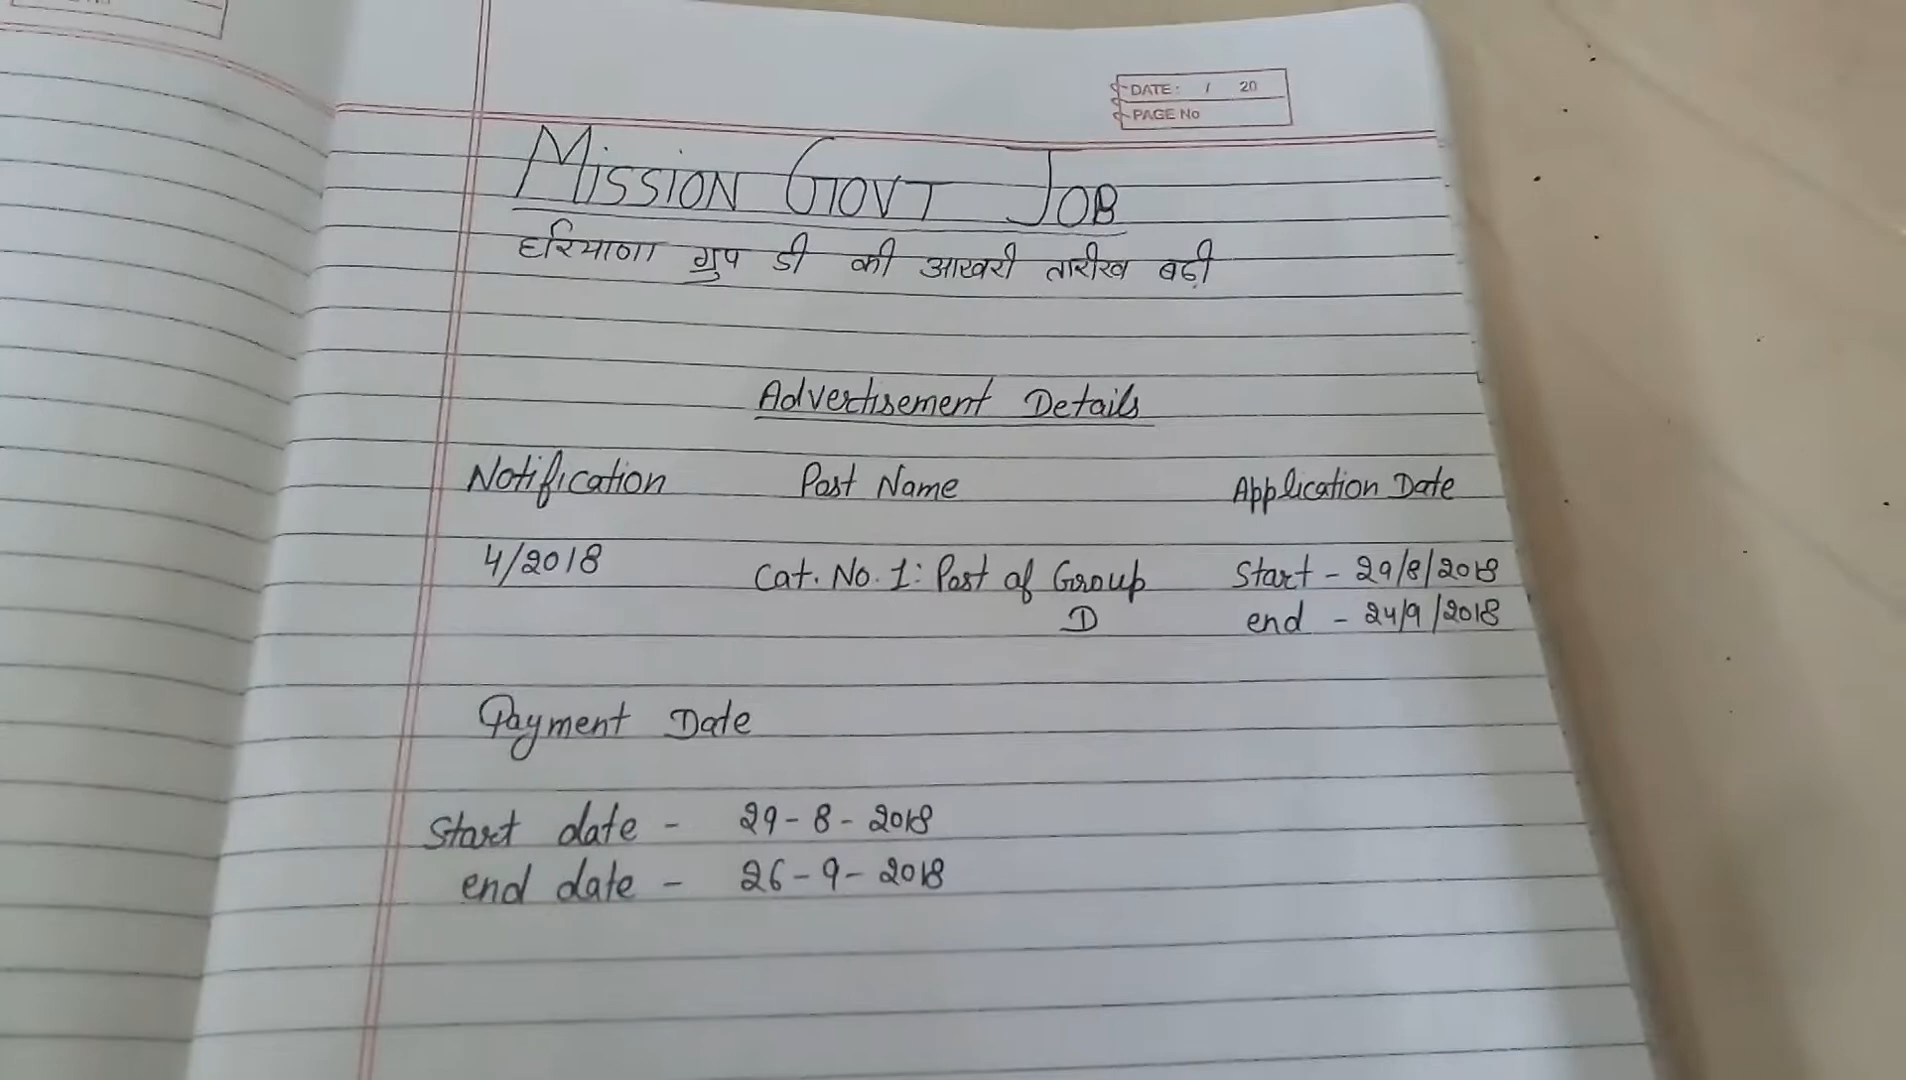 DATE: / 20
PAGE No
MISSION GOVT JOB
हरियाणा ग्रुप डी की आखरी तारीख बढ़ी
Advertisement Details
Notification Post Name Application Date
4/2018 Cat. No. 1: Post of Group Start - 29/8/2018
D end - 24/9/2018
Payment Date
Start date - 29-8-2018
end date - 26-9-2018